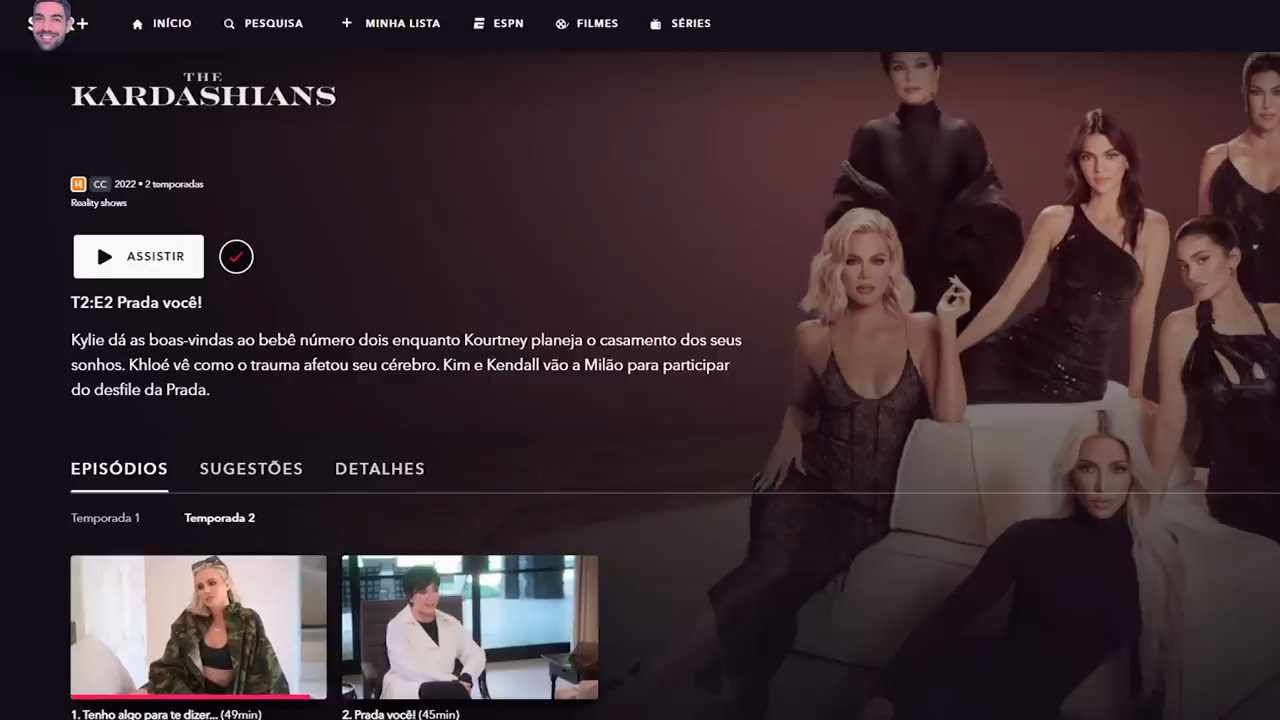 INÍCIO
PESQUISA
MINHA LISTA
ESPN
FILMES
SÉRIES
THE
KARDASHIANS
14 CC 2022 • 2 temporadas
Reality shows
ASSISTIR
T2:E2 Prada você!
Kylie dá as boas-vindas ao bebê número dois enquanto Kourtney planeja o casamento dos seus
sonhos. Khloé vê como o trauma afetou seu cérebro. Kim e Kendall vão a Milão para participar
do desfile da Prada.
EPISÓDIOS
SUGESTÕES
DETALHES
Temporada 1
Temporada 2
1. Tenho algo para te dizer... (49min)
2. Prada você! (45min)